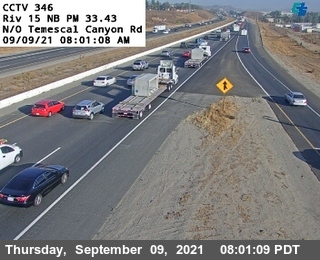 CCTV 346
Riv 15 NB PM 33.43
N/O Temescal Canyon Rd
09/09/21 08:01:08 AM
Thursday, September 09, 2021 08:01:09 PDT